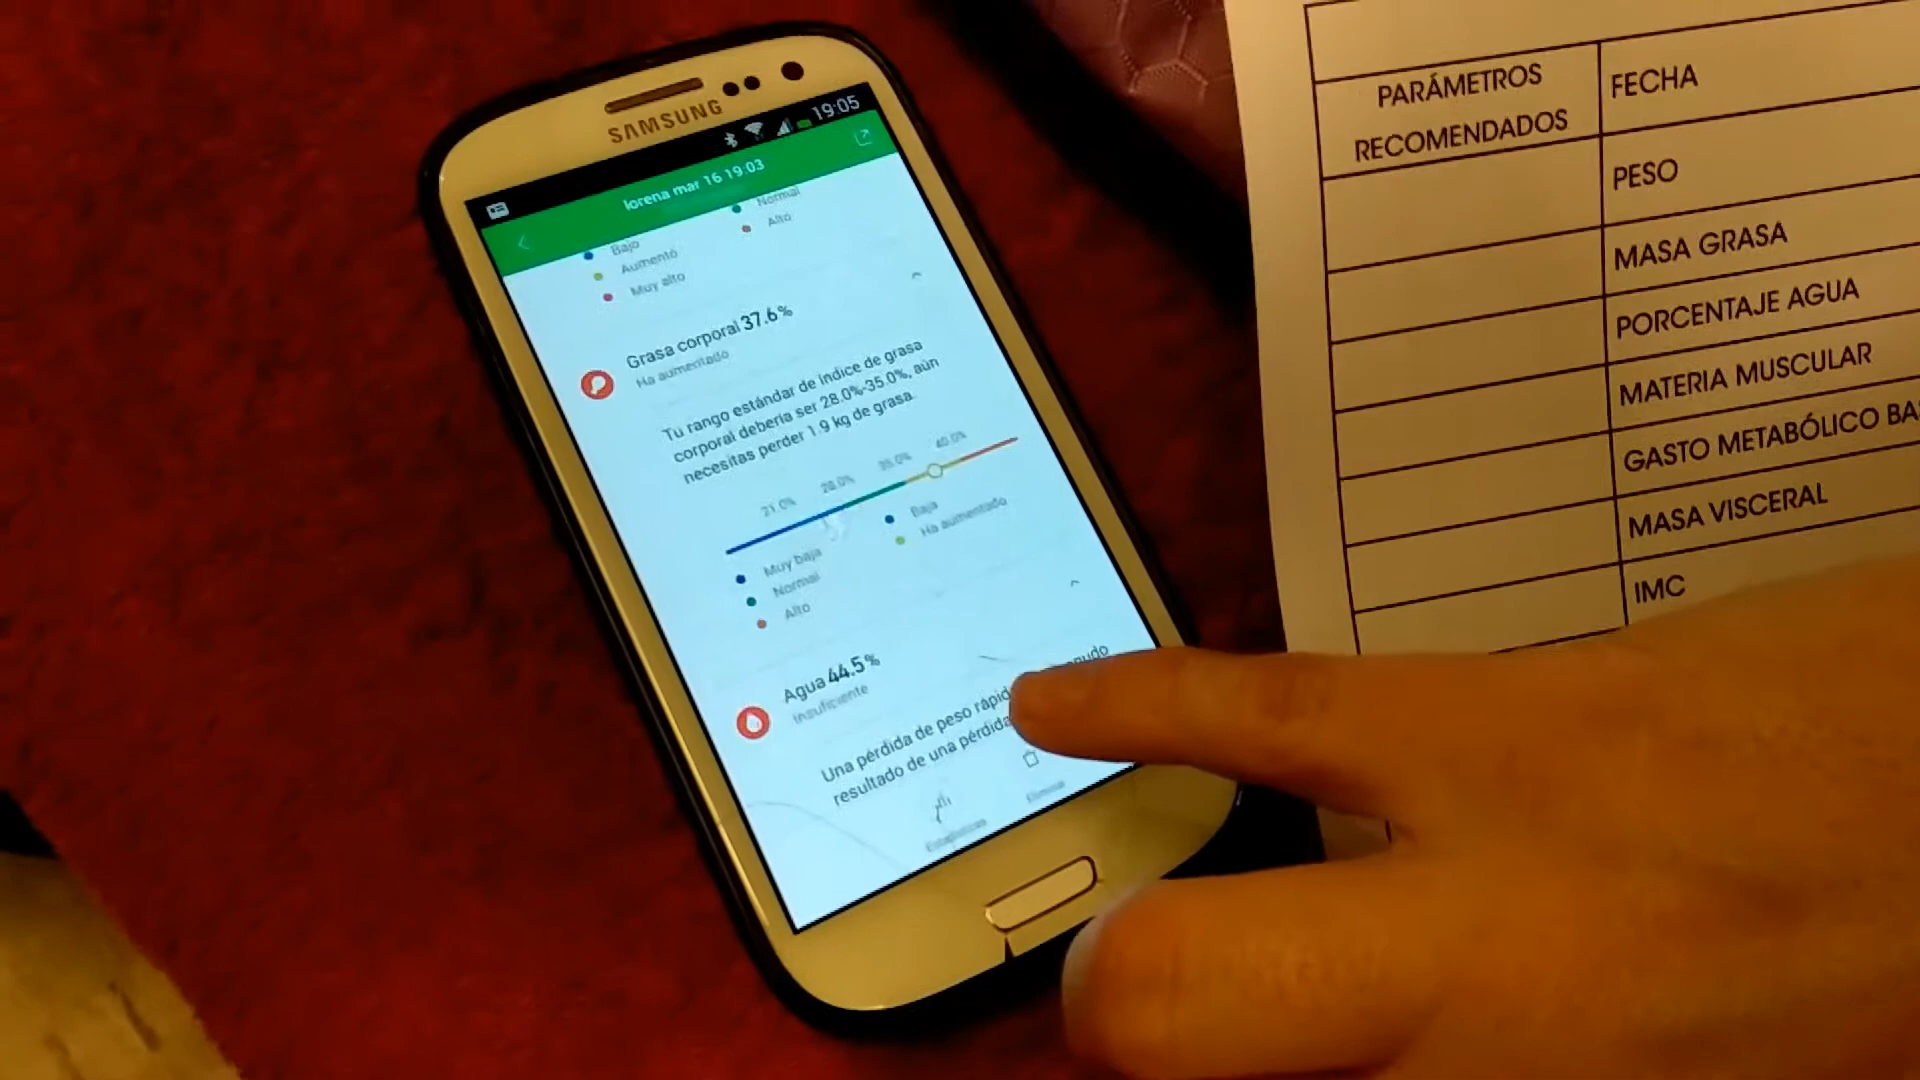 SAMSUNG
19:05
lorena mar 16 19:03
Normal
Bajo
Alto
Aumentó
Muy alto
Grasa corporal 37.6%
Ha aumentado
Tu rango estándar de índice de grasa
corporal debería ser 28.0%-35.0%, aún
necesitas perder 1.9 kg de grasa.
21.0% 28.0% 35.0% 40.0%
Muy baja
Baja
Normal
Ha aumentado
Alto
Agua 44.5%
Insuficiente
Una pérdida de peso
resultado de una pérdida
Estadísticas
Eliminar
PARÁMETROS
RECOMENDADOS
FECHA
PESO
MASA GRASA
PORCENTAJE AGUA
MATERIA MUSCULAR
GASTO METABÓLICO
MASA VISCERAL
IMC